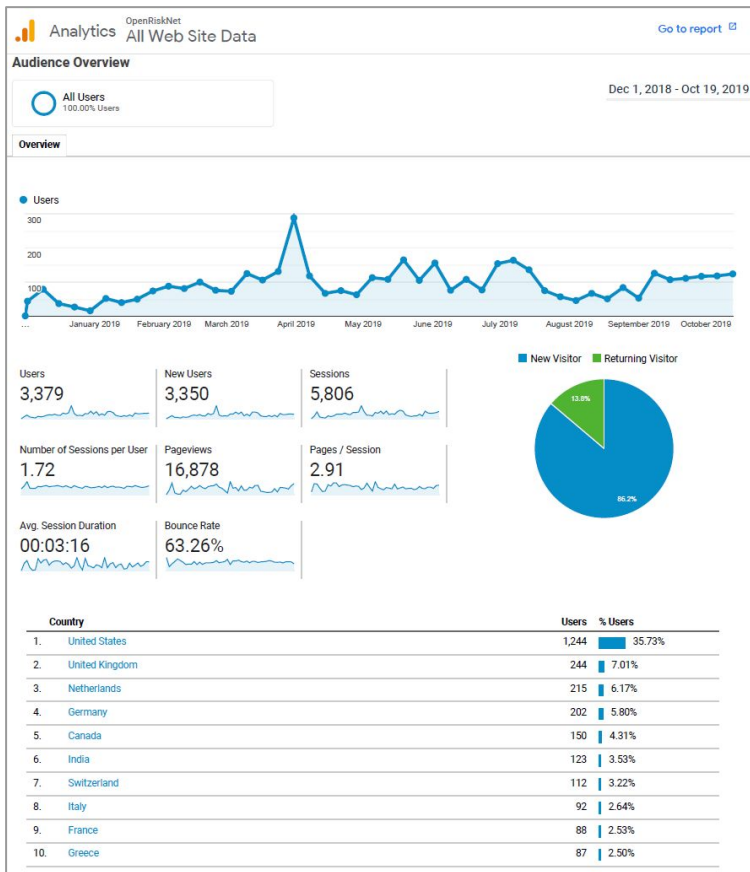 OpenRiskNet
Analytics All Web Site Data
Go to report
Audience Overview
All Users
100.00% Users
Dec 1, 2018 - Oct 19, 2019
Overview
Users
300
200
100
... January 2019 February 2019 March 2019 April 2019 May 2019 June 2019 July 2019 August 2019 September 2019 October 2019
New Visitor Returning Visitor
Users New Users Sessions
3,379 3,350 5,806
13.8%
Number of Sessions per User Pageviews Pages / Session
1.72 16,878 2.91
86.2%
Avg. Session Duration Bounce Rate
00:03:16 63.26%
Country Users % Users
1. United States 1,244 35.73%
2. United Kingdom 244 7.01%
3. Netherlands 215 6.17%
4. Germany 202 5.80%
5. Canada 150 4.31%
6. India 123 3.53%
7. Switzerland 112 3.22%
8. Italy 92 2.64%
9. France 88 2.53%
10. Greece 87 2.50%